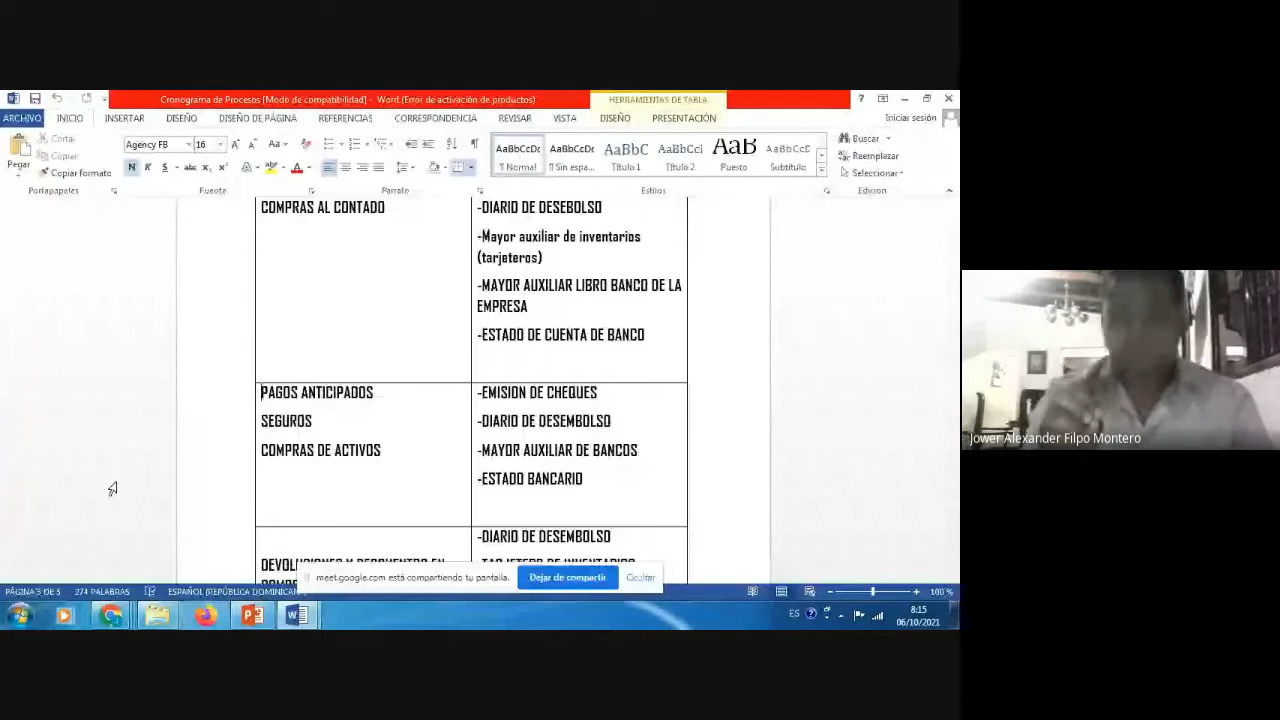 Cronograma de Procesos [Modo de compatibilidad] - Word (Error de activación de productos)
HERRAMIENTAS DE TABLA
ARCHIVO INICIO INSERTAR DISEÑO DISEÑO DE PÁGINA REFERENCIAS CORRESPONDENCIA REVISAR VISTA DISEÑO PRESENTACIÓN Iniciar sesión
Pegar
Cortar
Copiar
Copiar formato
Portapapeles
Agency FB 16
N K S abc
Fuente
Párrafo
AaBbCcDc AaBbCcDc AaBbC AaBbCcI AaB AaBbCcD
¶ Normal ¶ Sin espa... Título 1 Título 2 Puesto Subtítulo
Estilos
Buscar
Reemplazar
Seleccionar
Edición
COMPRAS AL CONTADO
-DIARIO DE DESEBOLSO
-Mayor auxiliar de inventarios
(tarjeteros)
-MAYOR AUXILIAR LIBRO BANCO DE LA
EMPRESA
-ESTADO DE CUENTA DE BANCO
PAGOS ANTICIPADOS
SEGUROS
COMPRAS DE ACTIVOS
-EMISION DE CHEQUES
-DIARIO DE DESEMBOLSO
-MAYOR AUXILIAR DE BANCOS
-ESTADO BANCARIO
-DIARIO DE DESEMBOLSO
meet.google.com está compartiendo tu pantalla.
Dejar de compartir
Ocultar
PÁGINA 3 DE 5 274 PALABRAS ESPAÑOL (REPÚBLICA DOMINICANA 100 %
ES 8:15
06/10/2021
Jower Alexander Filpo Montero